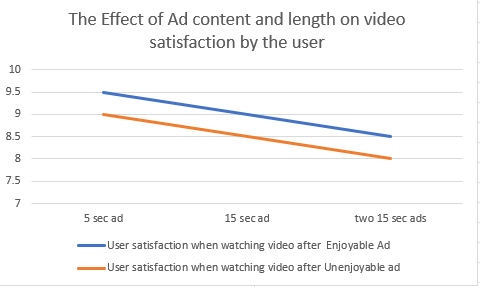 The Effect of Ad content and length on video
satisfaction by the user
10
9.5
9
8.5
8
7.5
7
5 sec ad 15 sec ad two 15 sec ads
User satisfaction when watching video after Enjoyable Ad
User satisfaction when watching video after Unenjoyable ad